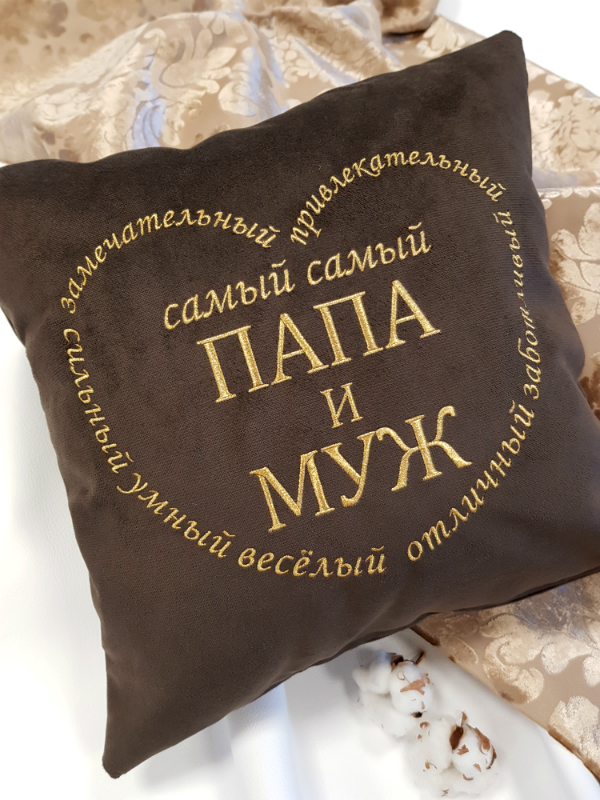 замечательный привлекательный
самый самый
ПАПА
И
МУЖ
сильный умный весёлый отличный заботливый